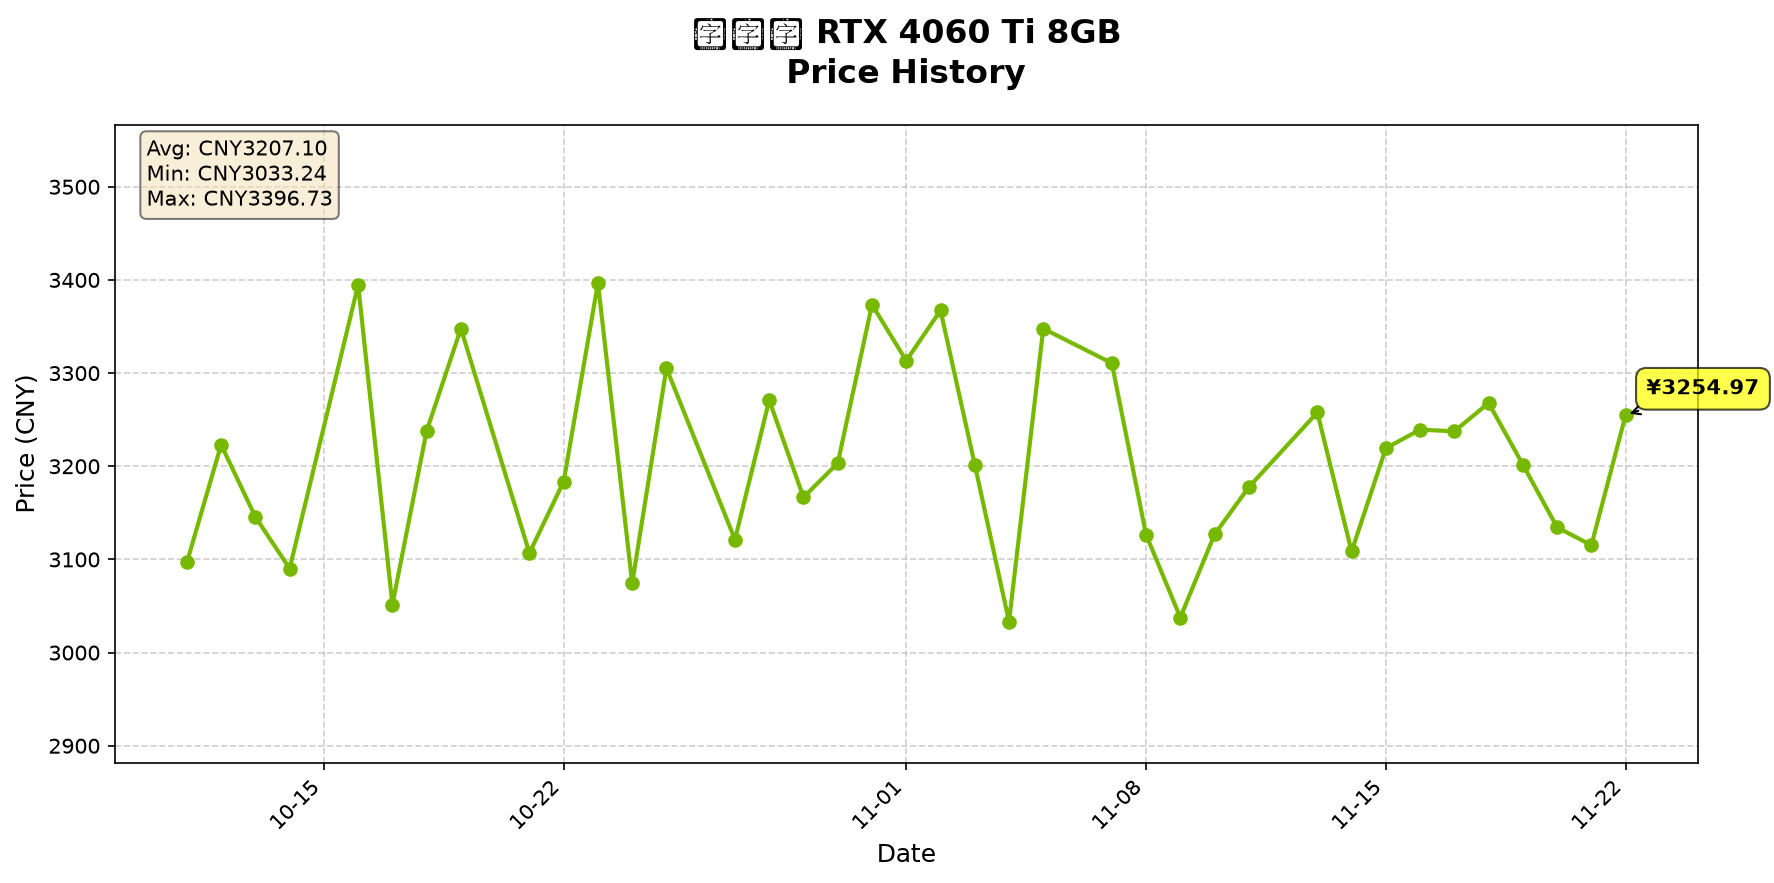 RTX 4060 Ti 8GB
Price History
Avg: CNY3207.10
Min: CNY3033.24
Max: CNY3396.73
Price (CNY)
3500
3400
3300
3200
3100
3000
2900
¥3254.97
10-15
10-22
11-01
11-08
11-15
11-22
Date